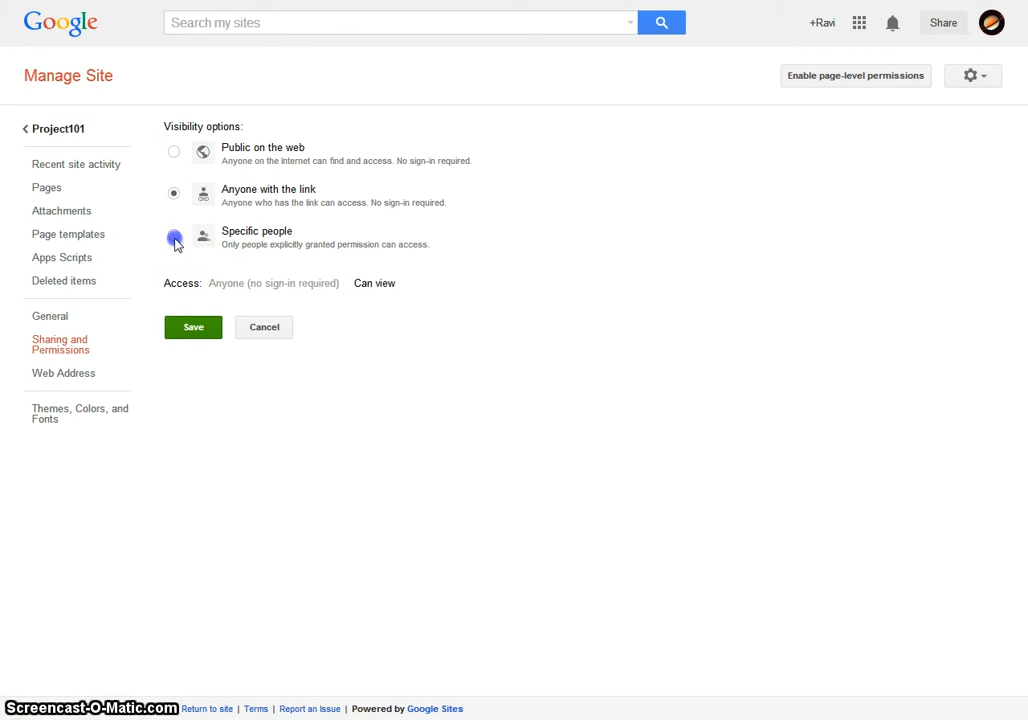 Google
Search my sites
+Ravi
Share
Manage Site
Enable page-level permissions
Project101
Recent site activity
Pages
Attachments
Page templates
Apps Scripts
Deleted items
General
Sharing and
Permissions
Web Address
Themes, Colors, and
Fonts
Visibility options:
Public on the web
Anyone on the Internet can find and access. No sign-in required.
Anyone with the link
Anyone who has the link can access. No sign-in required.
Specific people
Only people explicitly granted permission can access.
Access: Anyone (no sign-in required) Can view
Save Cancel
Screencast-O-Matic.com Return to site | Terms | Report an Issue | Powered by Google Sites